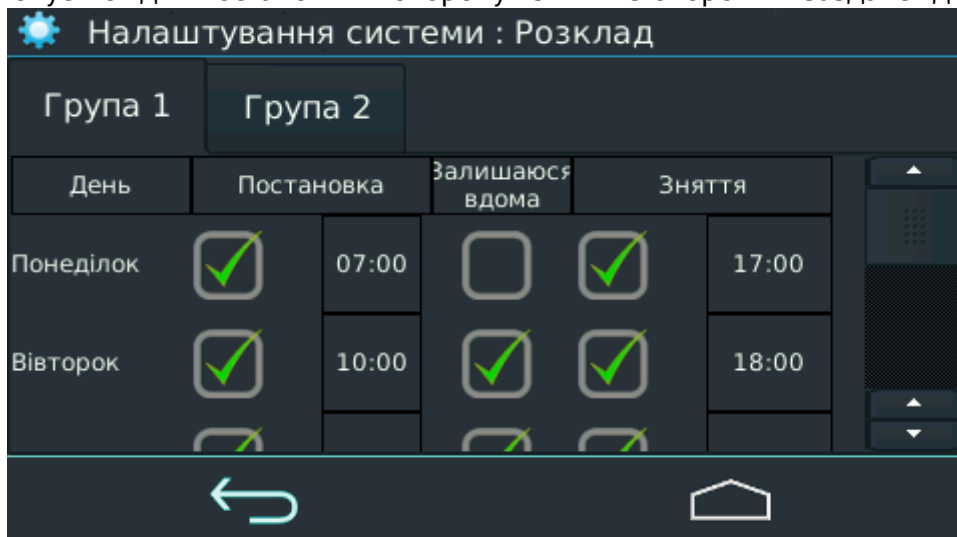 Налаштування системи : Розклад
Група 1 Група 2
День Постановка Залишаюся вдома Зняття
Понеділок 07:00 17:00
Вівторок 10:00 18:00